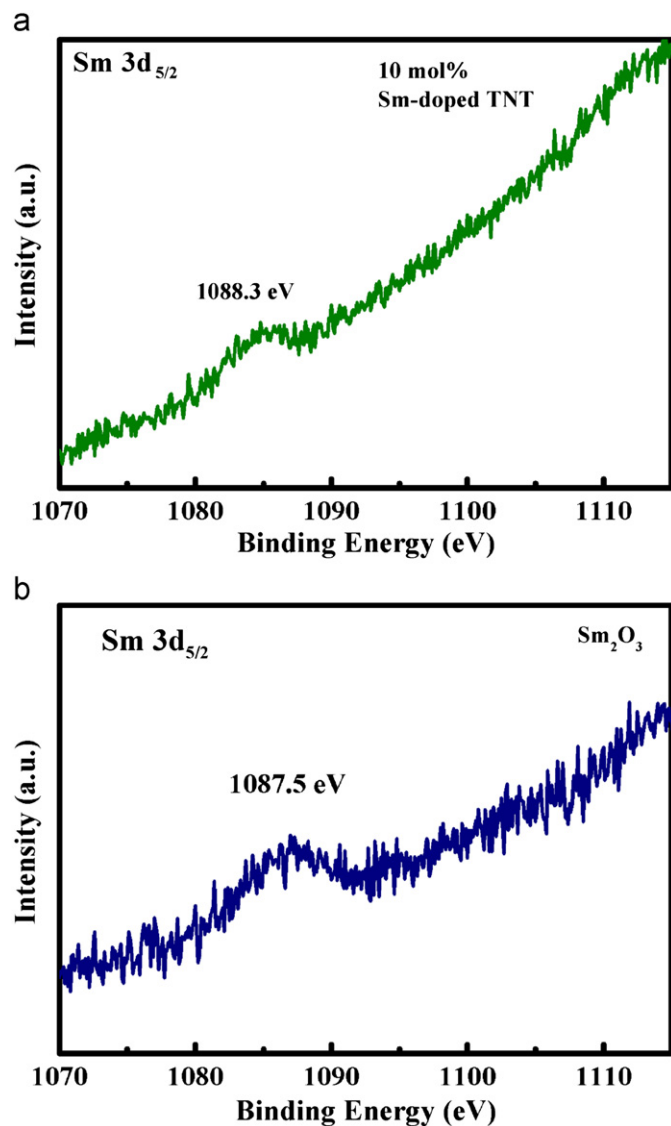 a
Sm 3d5/2
10 mol%
Sm-doped TNT
1088.3 eV
Intensity (a.u.)
1070 1080 1090 1100 1110
Binding Energy (eV)
b
Sm 3d5/2
Sm2O3
1087.5 eV
Intensity (a.u.)
1070 1080 1090 1100 1110
Binding Energy (eV)